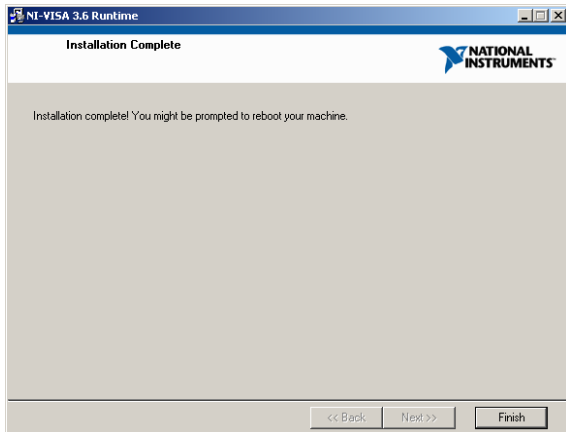 NI-VISA 3.6 Runtime
Installation Complete
NATIONAL
INSTRUMENTS™
Installation complete! You might be prompted to reboot your machine.
<< Back
Next >>
Finish